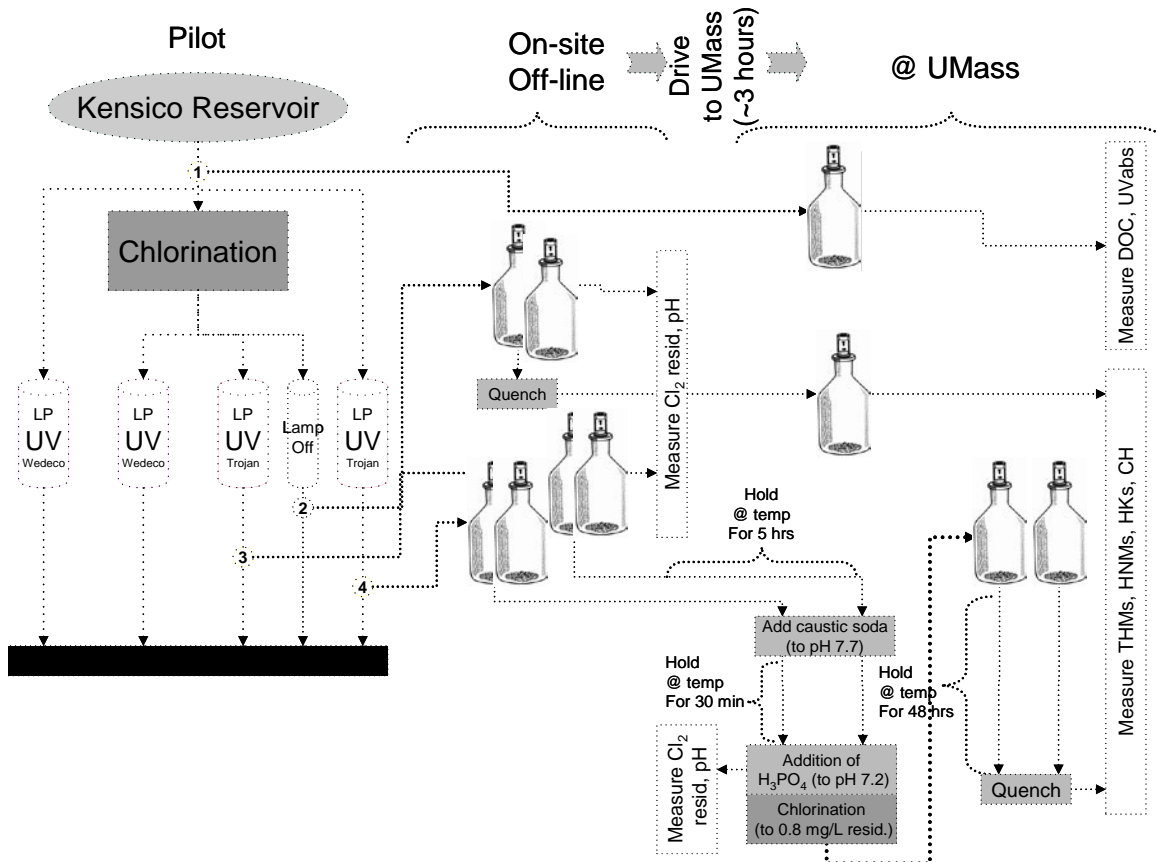 Pilot
On-site
Off-line
Drive
to UMass
(~3 hours)
@ UMass
Kensico Reservoir
1
Chlorination
LP
UV
Wedeco
LP
UV
Wedeco
LP
UV
Trojan
Lamp
Off
LP
UV
Trojan
2
3
4
Quench
Measure Cl2 resid, pH
Measure DOC, UVabs
Hold
@ temp
For 5 hrs
Add caustic soda
(to pH 7.7)
Hold
@ temp
For 30 min
Hold
@ temp
For 48 hrs
Measure Cl2
resid, pH
Addition of
H3PO4 (to pH 7.2)
Chlorination
(to 0.8 mg/L resid.)
Quench
Measure THMs, HNMs, HKs, CH